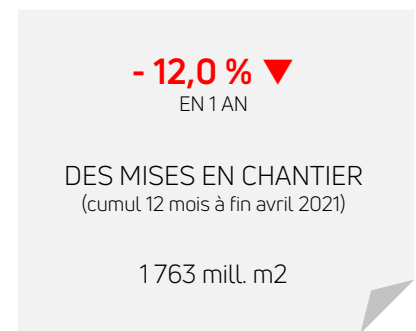 - 12,0 % ▼
EN 1 AN
DES MISES EN CHANTIER
(cumul 12 mois à fin avril 2021)
1 763 mill. m2